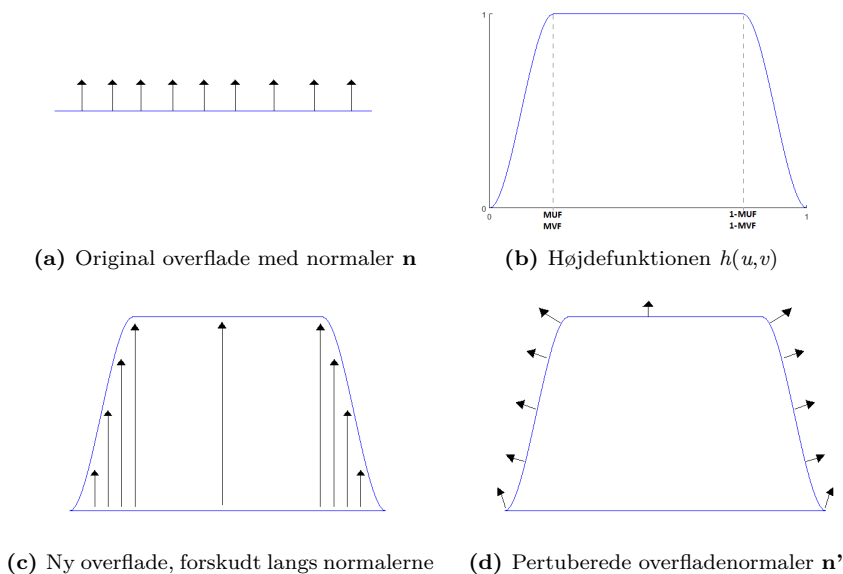 1
0
0
MUF
MVF
1-MUF
1-MVF
1
(a) Original overflade med normaler n
(b) Højdefunktionen h(u,v)
(c) Ny overflade, forskudt langs normalerne
(d) Pertuberede overfladenormaler n'